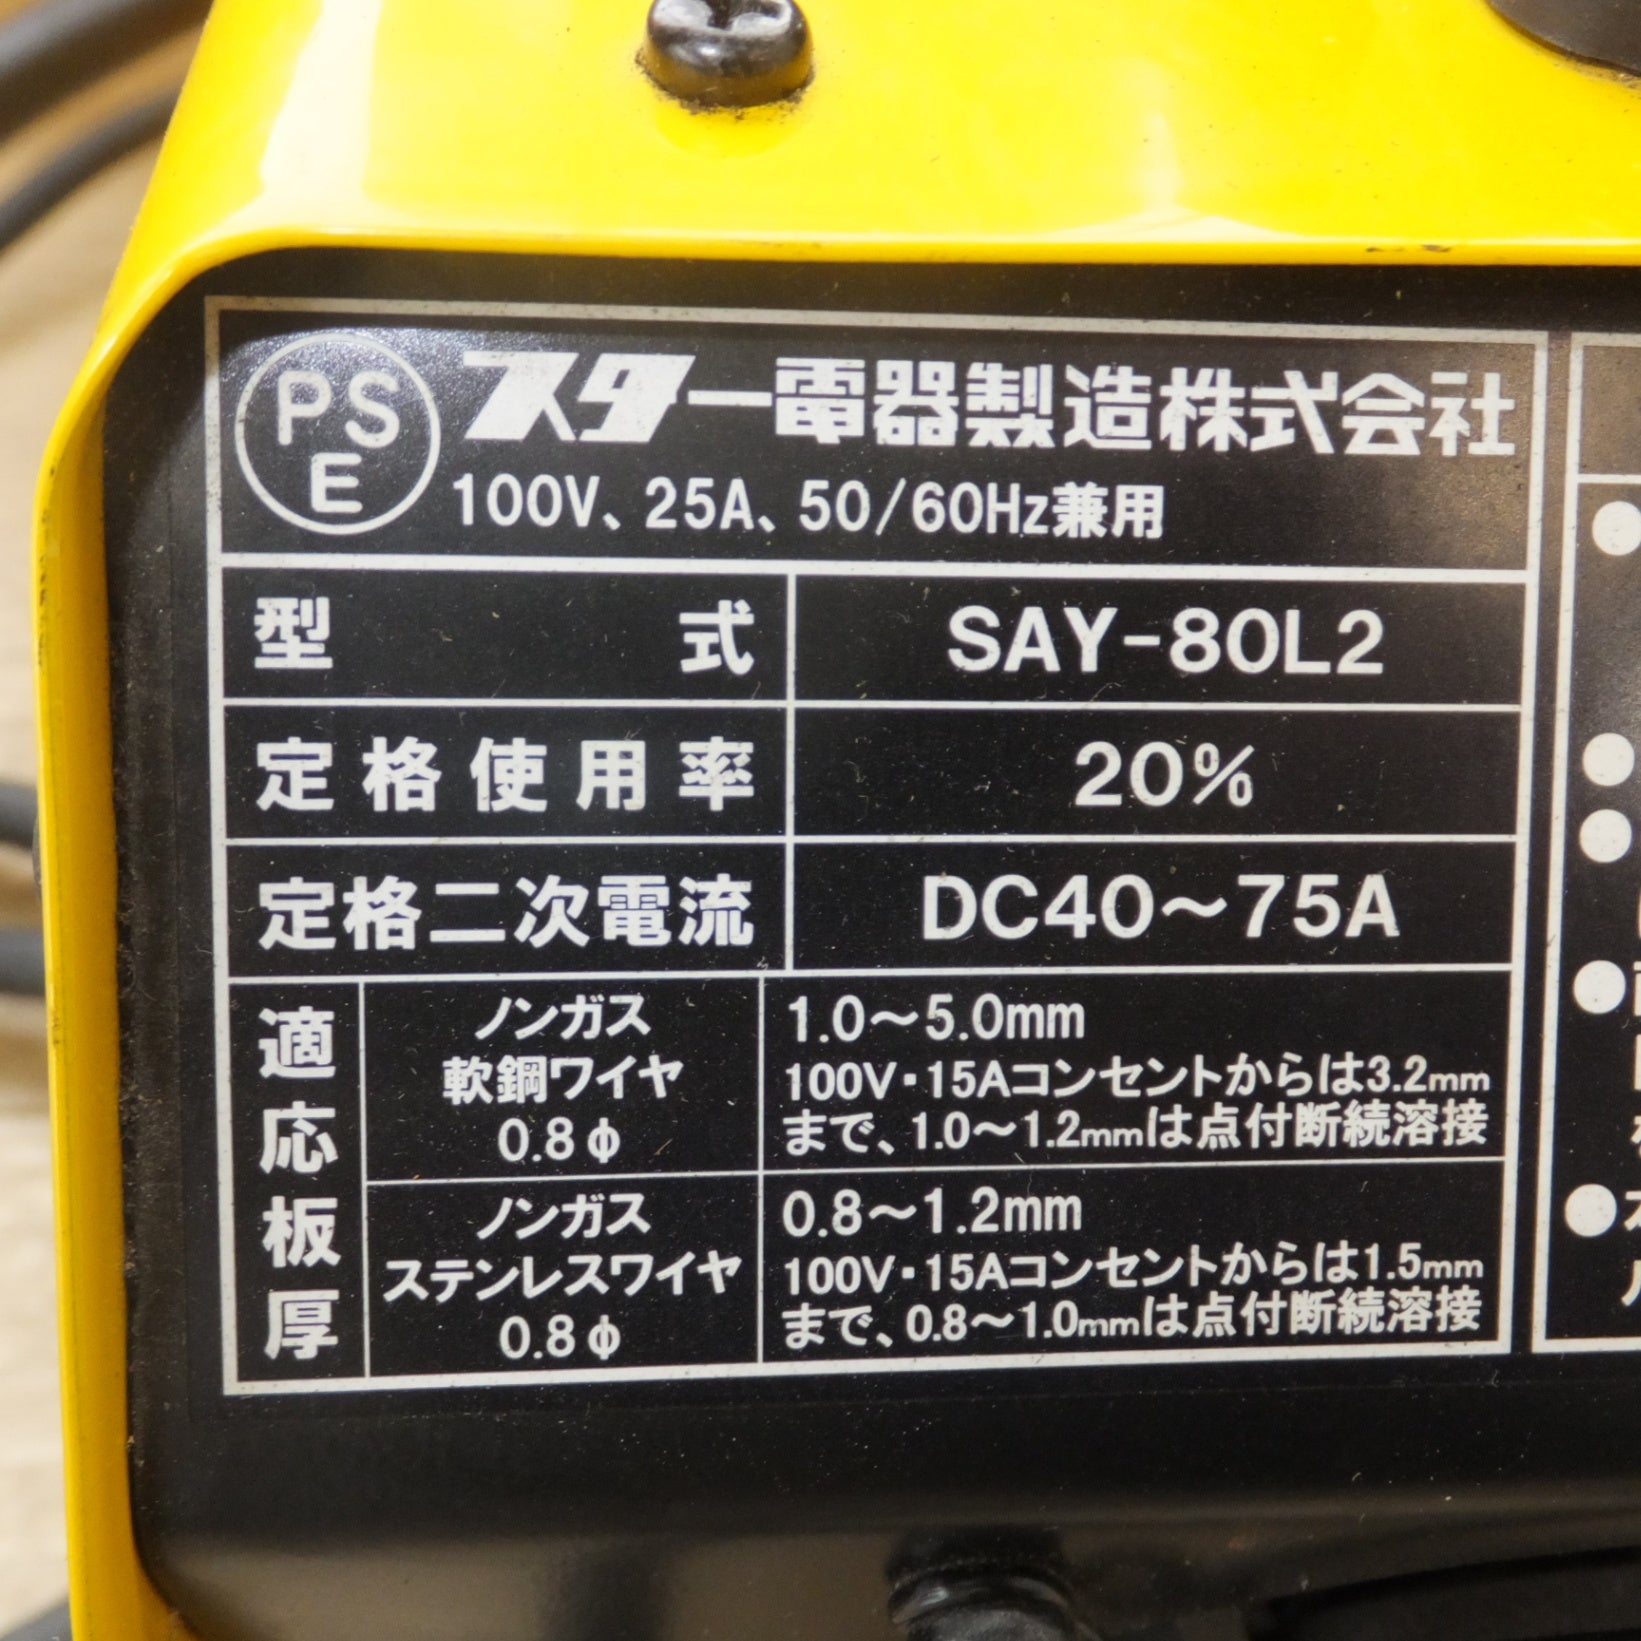 PSE
スター電器製造株式会社
100V、25A、50/60Hz兼用
型式 SAY-80L2
定格使用率 20%
定格二次電流 DC40～75A
適応板厚
ノンガス
軟鋼ワイヤ
0.8φ
1.0～5.0mm
100V・15Aコンセントからは3.2mm
まで、1.0～1.2mmは点付断続溶接
ノンガス
ステンレスワイヤ
0.8φ
0.8～1.2mm
100V・15Aコンセントからは1.5mm
まで、0.8～1.0mmは点付断続溶接